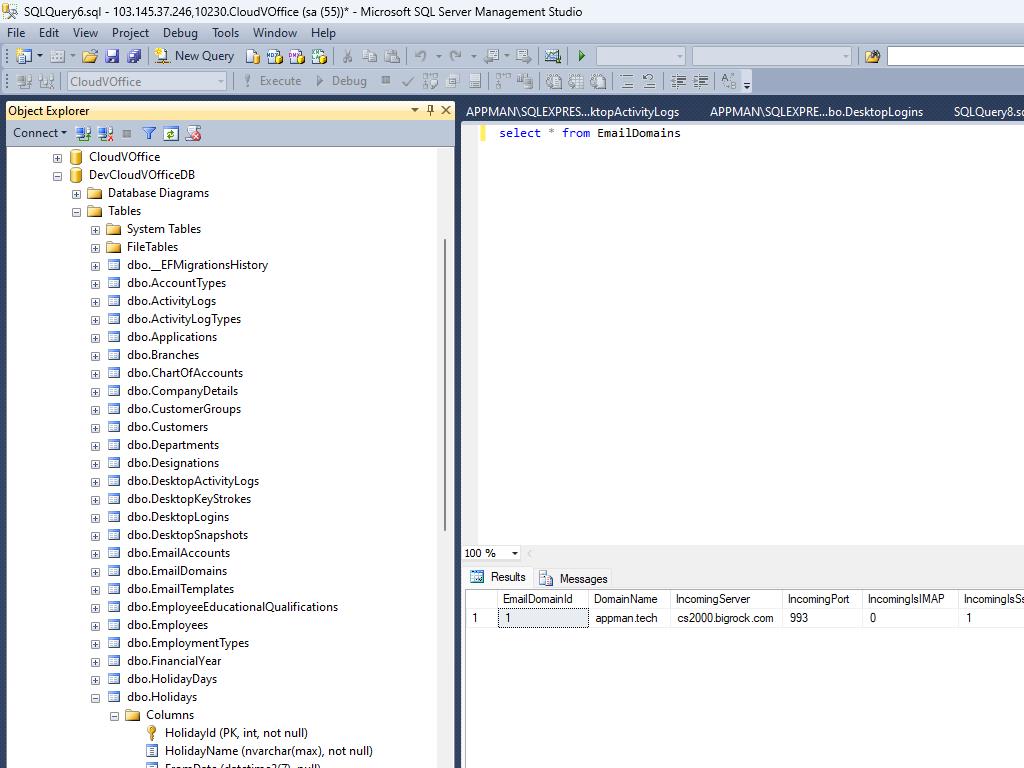 SQLQuery6.sql - 103.145.37.246,10230.CloudVOffice (sa (55))* - Microsoft SQL Server Management Studio
File Edit View Project Debug Tools Window Help
New Query
CloudVOffice Execute Debug
Object Explorer
APPMAN\SQLEXPRES...ktopActivityLogs APPMAN\SQLEXPRE...bo.DesktopLogins SQLQuery8.sq
Connect
select * from EmailDomains
CloudVOffice
DevCloudVOfficeDB
Database Diagrams
Tables
System Tables
FileTables
dbo.__EFMigrationsHistory
dbo.AccountTypes
dbo.ActivityLogs
dbo.ActivityLogTypes
dbo.Applications
dbo.Branches
dbo.ChartOfAccounts
dbo.CompanyDetails
dbo.CustomerGroups
dbo.Customers
dbo.Departments
dbo.Designations
dbo.DesktopActivityLogs
dbo.DesktopKeyStrokes
dbo.DesktopLogins
dbo.DesktopSnapshots
dbo.EmailAccounts
dbo.EmailDomains
dbo.EmailTemplates
dbo.EmployeeEducationalQualifications
dbo.Employees
dbo.EmploymentTypes
dbo.FinancialYear
dbo.HolidayDays
dbo.Holidays
Columns
HolidayId (PK, int, not null)
HolidayName (nvarchar(max), not null)
FromDate (datetime2(7), null)
100 %
Results Messages
EmailDomainId DomainName IncomingServer IncomingPort IncomingIsIMAP IncomingIsSs
1 1 appman.tech cs2000.bigrock.com 993 0 1